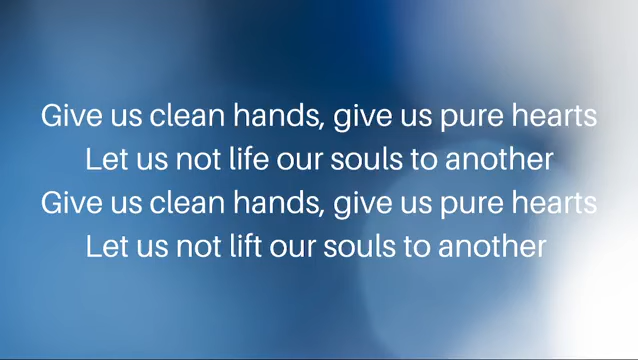 Give us clean hands, give us pure hearts
Let us not life our souls to another
Give us clean hands, give us pure hearts
Let us not lift our souls to another